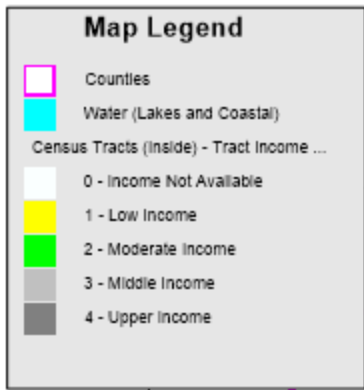 Map Legend
Counties
Water (Lakes and Coastal)
Census Tracts (Inside) - Tract Income ...
0 - Income Not Available
1 - Low Income
2 - Moderate Income
3 - Middle Income
4 - Upper Income